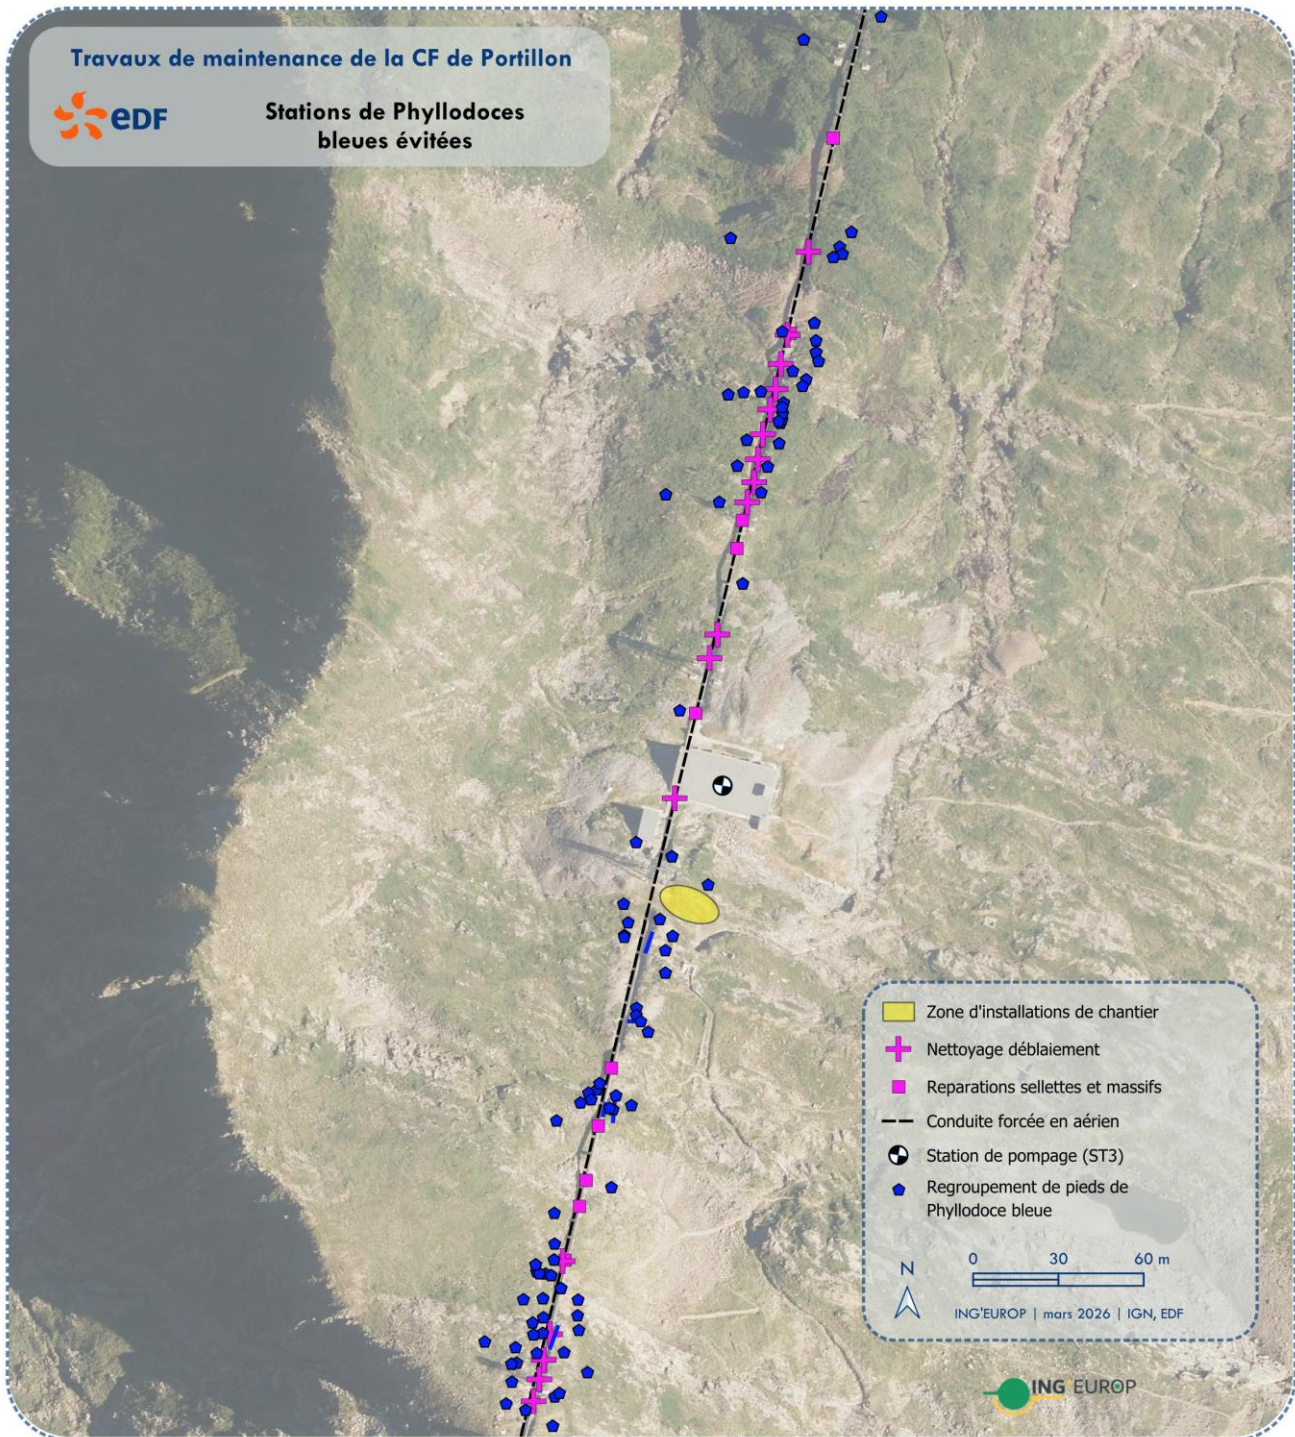 Travaux de maintenance de la CF de Portillon
eDF
Stations de Phyllodoces
bleues évitées
Zone d'installations de chantier
Nettoyage déblaiement
Reparations sellettes et massifs
Conduite forcée en aérien
Station de pompage (ST3)
Regroupement de pieds de
Phyllodoce bleue
0 30 60 m
N
ING'EUROP | mars 2026 | IGN, EDF
ING'EUROP